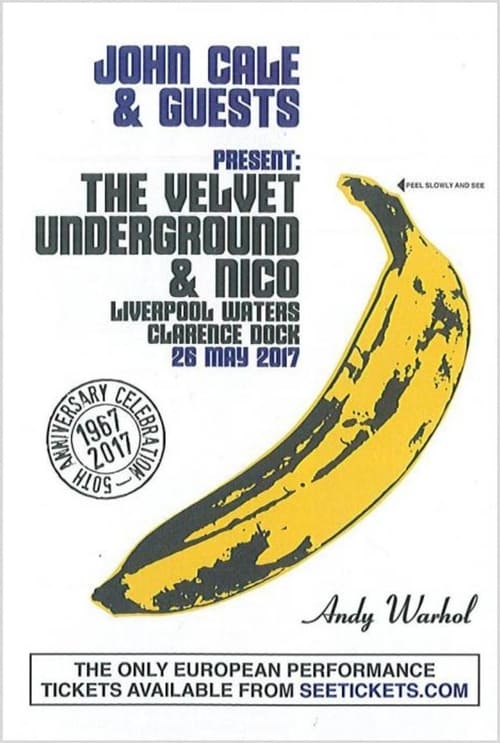 JOHN CALE
& GUESTS
PRESENT:
THE VELVET
UNDERGROUND
& NICO
LIVERPOOL WATERS
CLARENCE DOCK
26 MAY 2017
PEEL SLOWLY AND SEE
50TH ANNIVERSARY CELEBRATION
1967
2017
Andy Warhol
THE ONLY EUROPEAN PERFORMANCE
TICKETS AVAILABLE FROM SEETICKETS.COM